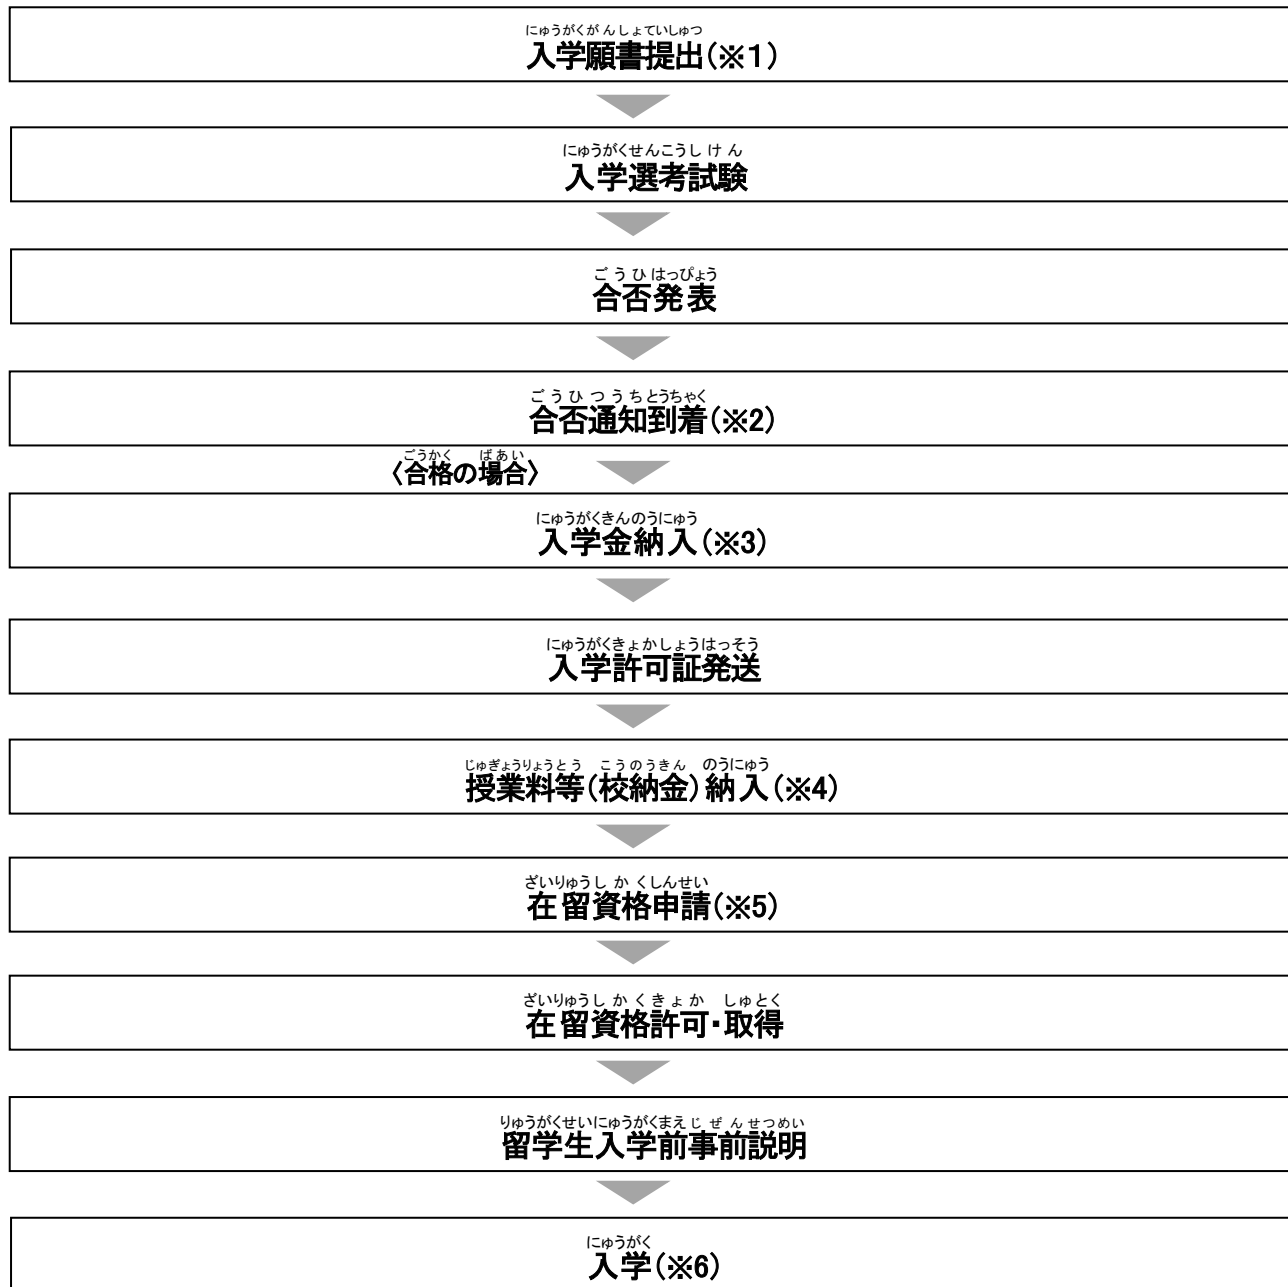 にゅうがくがんしょていしゅつ
入学願書提出(※1)
にゅうがくせんこうしけん
入学選考試験
ごうひはっぴょう
合否発表
ごうひつうちとうちゃく
合否通知到着(※2)
ごうかく ばあい
〈合格の場合〉
にゅうがくきんのうにゅう
入学金納入(※3)
にゅうがくきょかしょうはっそう
入学許可証発送
じゅぎょうりょうとう こうのうきん のうにゅう
授業料等(校納金)納入(※4)
ざいりゅうしかくしんせい
在留資格申請(※5)
ざいりゅうしかくきょか しゅとく
在留資格許可・取得
りゅうがくせいにゅうがくまえじぜんせつめい
留学生入学前事前説明
にゅうがく
入学(※6)